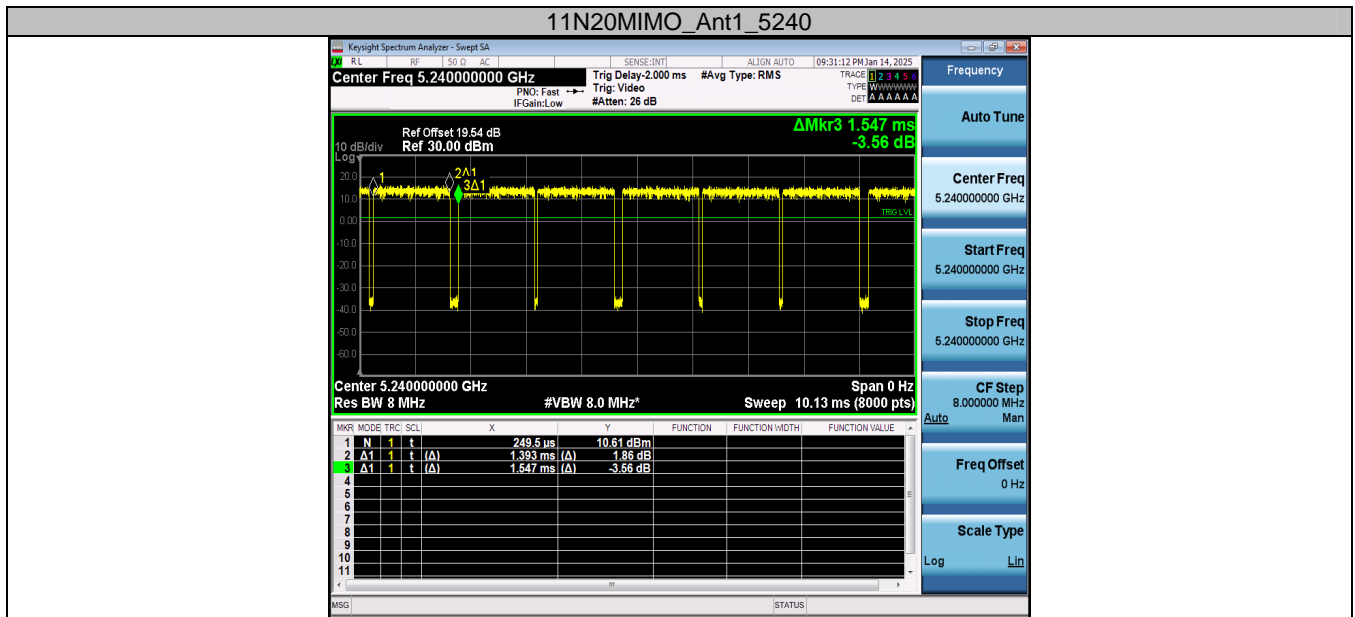 11N20MIMO_Ant1_5240
Keysight Spectrum Analyzer - Swept SA
LXI RL RF 50 Ω AC SENSE:INT ALIGN AUTO 09:31:12 PM Jan 14, 2025
Center Freq 5.240000000 GHz
PNO: Fast
IFGain:Low
Trig Delay-2.000 ms #Avg Type: RMS
Trig: Video
#Atten: 26 dB
TRACE 1 2 3 4 5 6
TYPE WWWWWW
DET A A A A A A
Frequency
Auto Tune
ΔMkr3 1.547 ms
-3.56 dB
Ref Offset 19.54 dB
10 dB/div Ref 30.00 dBm
Log
20.0
10.0
0.00
-10.0
-20.0
-30.0
-40.0
-50.0
-60.0
1
2Δ1
3Δ1
TRIG LVL
Center 5.240000000 GHz Span 0 Hz
Res BW 8 MHz #VBW 8.0 MHz* Sweep 10.13 ms (8000 pts)
Center Freq
5.240000000 GHz
Start Freq
5.240000000 GHz
Stop Freq
5.240000000 GHz
CF Step
8.000000 MHz
Auto Man
Freq Offset
0 Hz
Scale Type
Log Lin
MKR MODE TRC SCL X Y FUNCTION FUNCTION WIDTH FUNCTION VALUE
1 N 1 t 249.5 µs 10.61 dBm
2 Δ1 1 t (Δ) 1.393 ms (Δ) 1.86 dB
3 Δ1 1 t (Δ) 1.547 ms (Δ) -3.56 dB
4
5
6
7
8
9
10
11
MSG STATUS